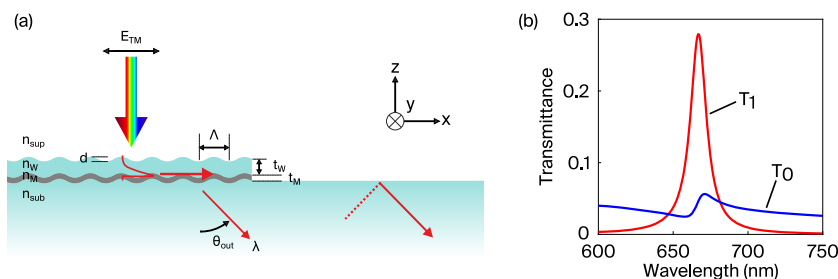 (a)
E_TM
z
y
x
n_sup
d
Λ
n_W
t_W
n_M
t_M
n_sub
θ_out
λ
(b)
Transmittance
0.3
0.2
0.1
0
T_1
T_0
600
650
700
750
Wavelength (nm)